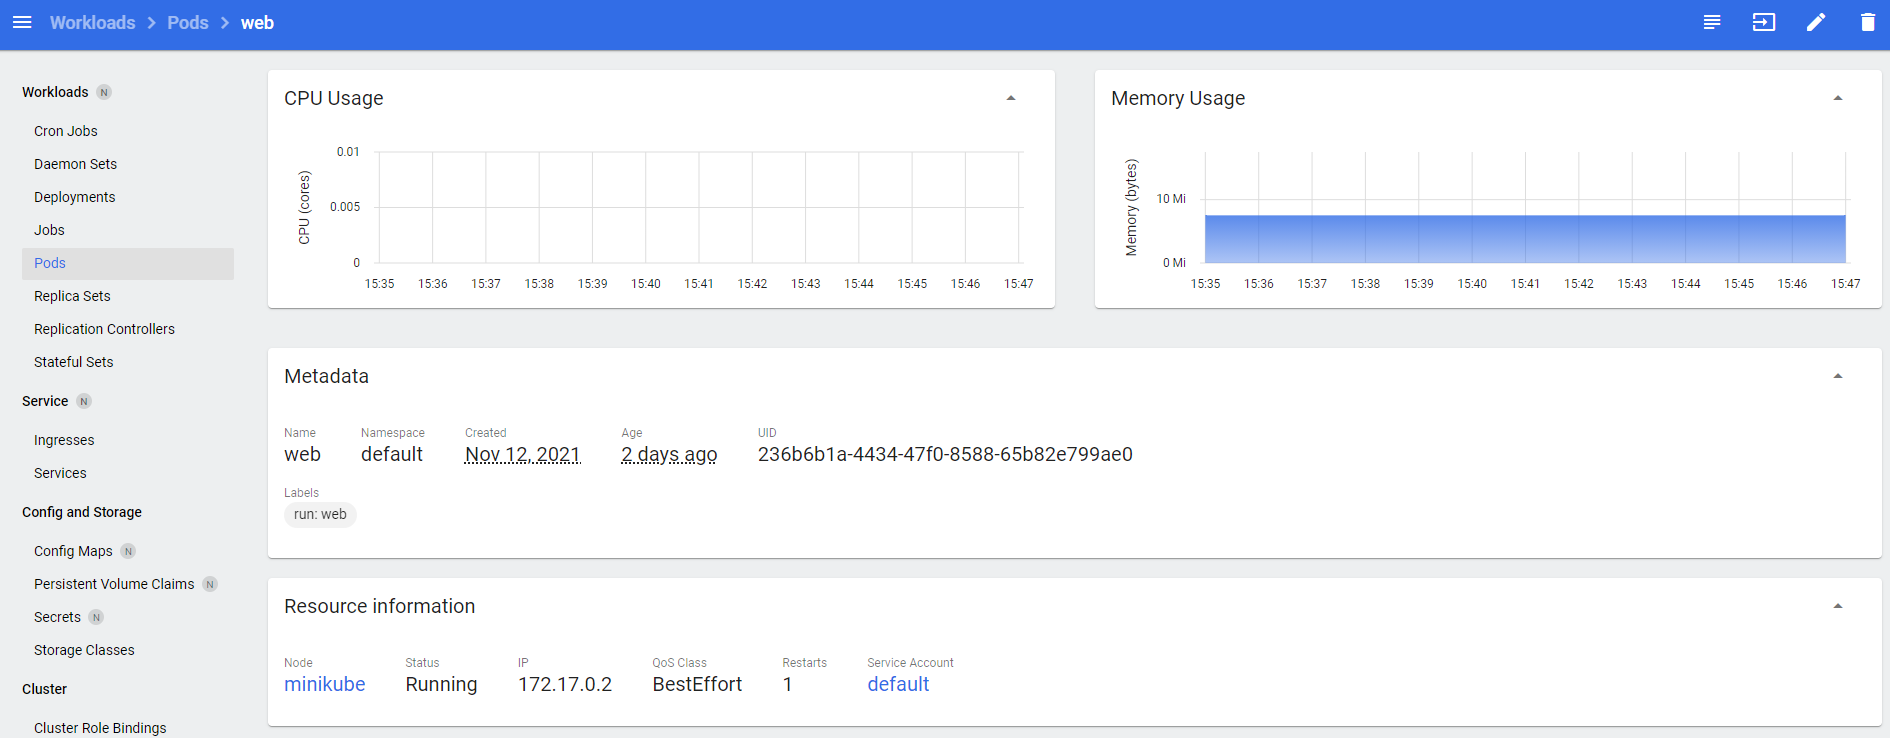 Workloads > Pods > web
Workloads N
Cron Jobs
Daemon Sets
Deployments
Jobs
Pods
Replica Sets
Replication Controllers
Stateful Sets
Service N
Ingresses
Services
Config and Storage
Config Maps N
Persistent Volume Claims N
Secrets N
Storage Classes
Cluster
Cluster Role Bindings
CPU Usage
CPU (cores)
0.01
0.005
0
15:35 15:36 15:37 15:38 15:39 15:40 15:41 15:42 15:43 15:44 15:45 15:46 15:47
Memory Usage
Memory (bytes)
10 Mi
0 Mi
15:35 15:36 15:37 15:38 15:39 15:40 15:41 15:42 15:43 15:44 15:45 15:46 15:47
Metadata
Name Namespace Created Age UID
web default Nov 12, 2021 2 days ago 236b6b1a-4434-47f0-8588-65b82e799ae0
Labels
run: web
Resource information
Node Status IP QoS Class Restarts Service Account
minikube Running 172.17.0.2 BestEffort 1 default